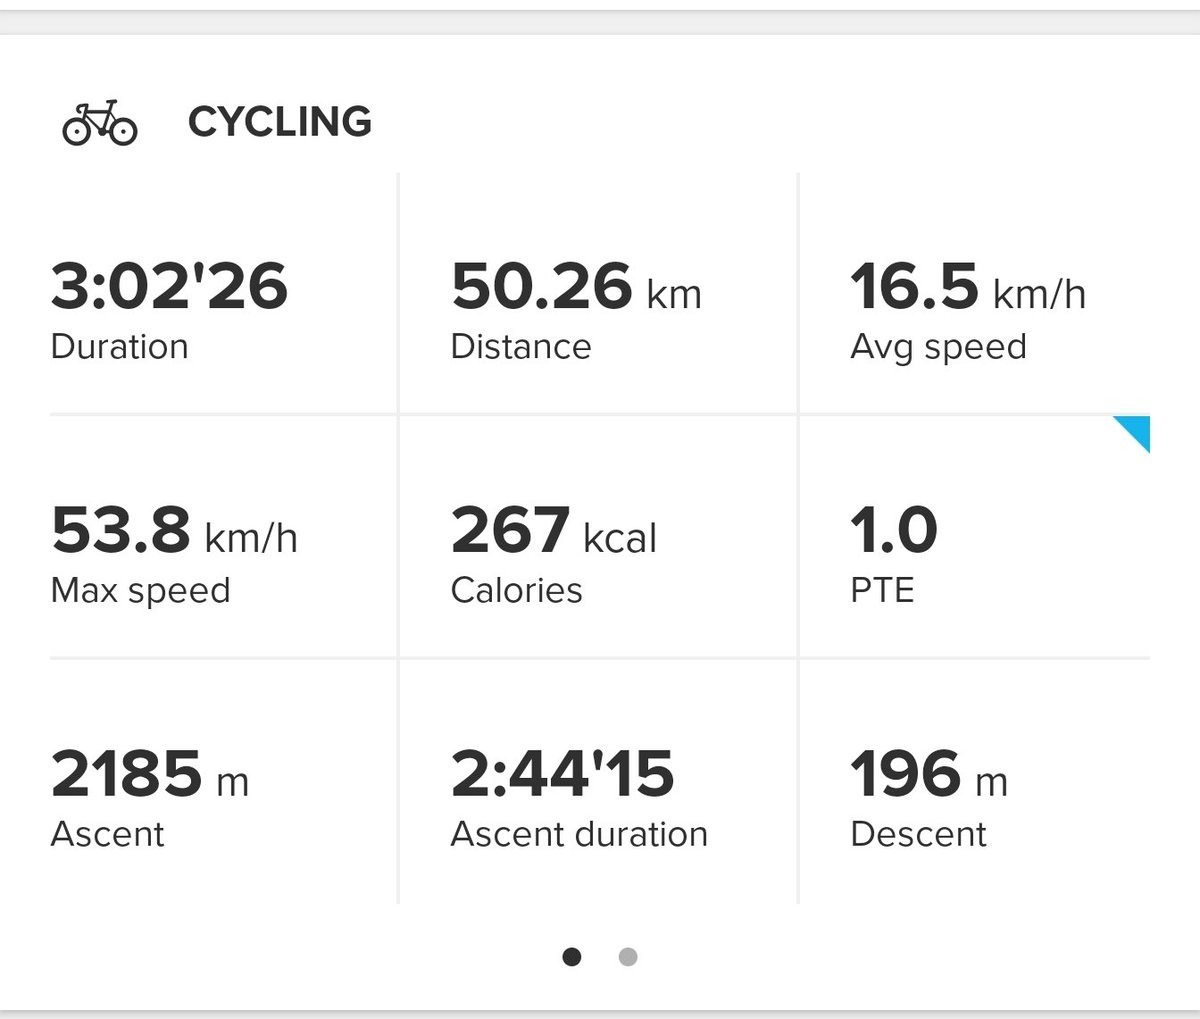 CYCLING
3:02'26
Duration
50.26 km
Distance
16.5 km/h
Avg speed
53.8 km/h
Max speed
267 kcal
Calories
1.0
PTE
2185 m
Ascent
2:44'15
Ascent duration
196 m
Descent